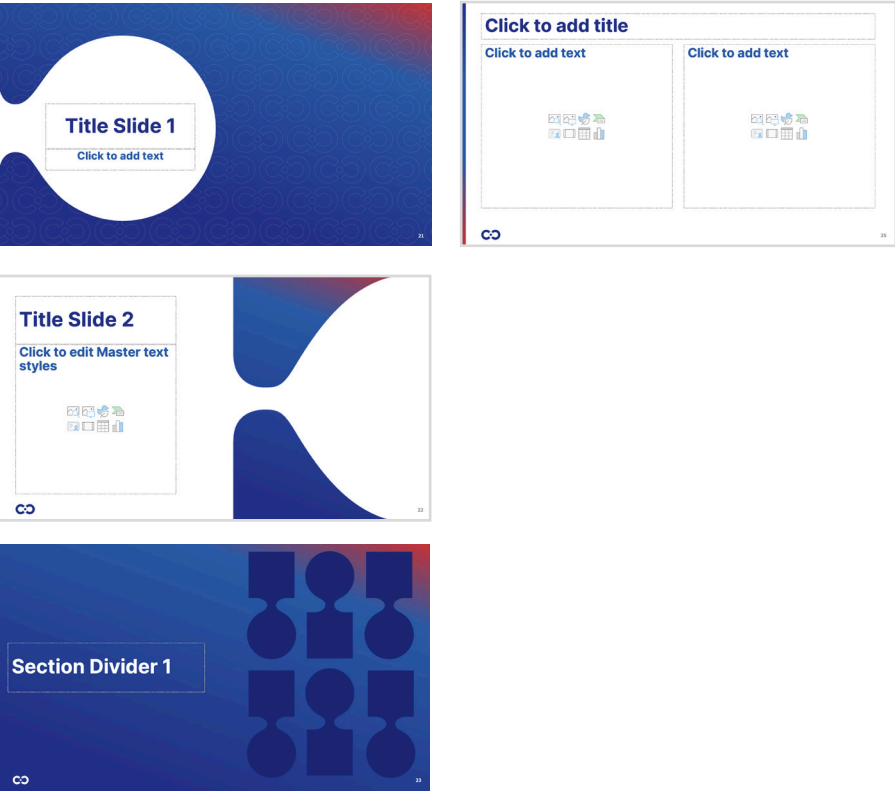 Title Slide 1
Click to add text
21
Click to add title
Click to add text
Click to add text
25
Title Slide 2
Click to edit Master text
styles
22
Section Divider 1
23